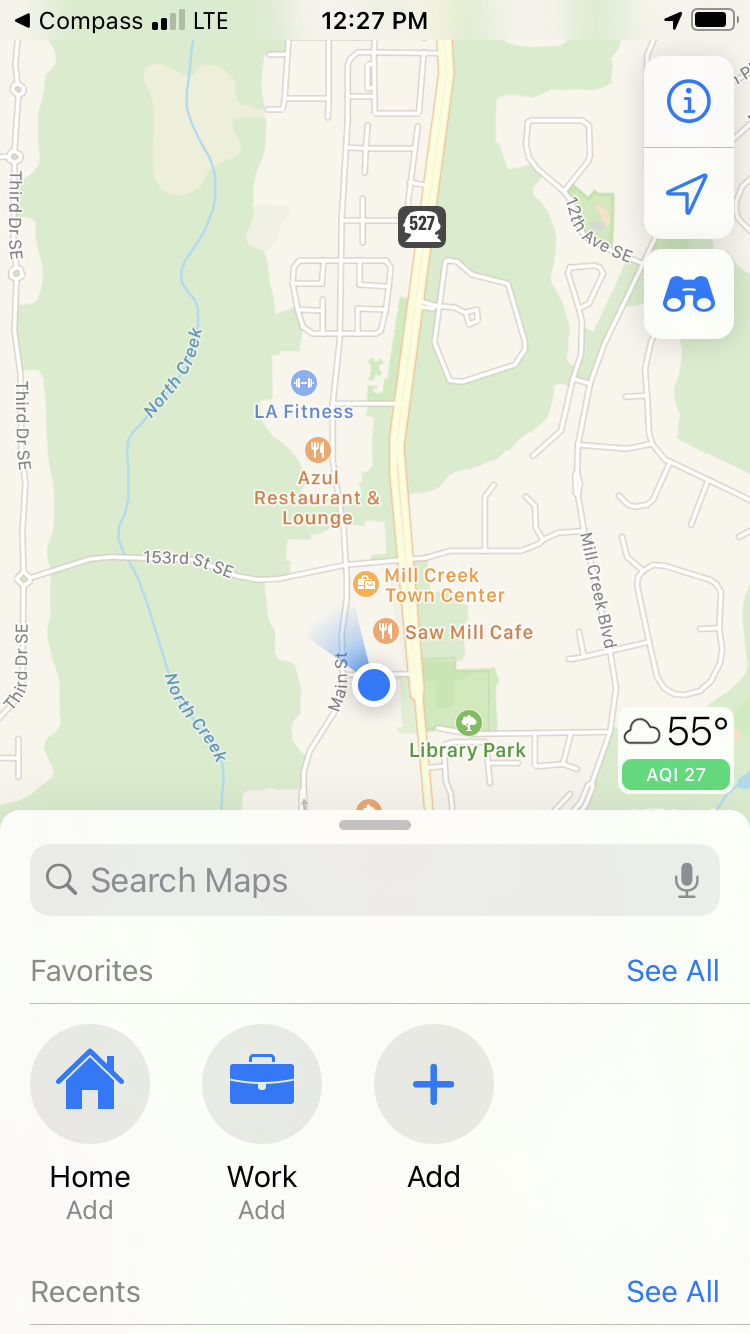 ◀ Compass LTE 12:27 PM
527
12th Ave SE
Third Dr SE
North Creek
LA Fitness
Third Dr SE
Azul
Restaurant &
Lounge
153rd St SE
Mill Creek Blvd
Mill Creek
Town Center
Saw Mill Cafe
Third Dr SE
Main St
North Creek
Library Park
55°
AQI 27
Search Maps
Favorites See All
Home Work Add
Add Add
Recents See All